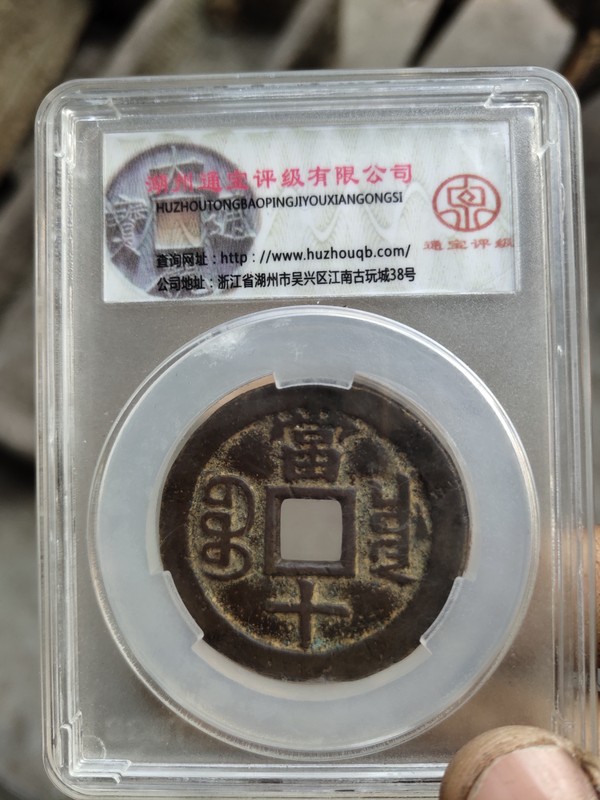 湖州通宝评级有限公司
HUZHOUTONGBAOPINGJIYOUXIANGONGSI
通宝评级
查询网址：http：//www.huzhouqb.com/
公司地址：浙江省湖州市吴兴区江南古玩城38号
當
十